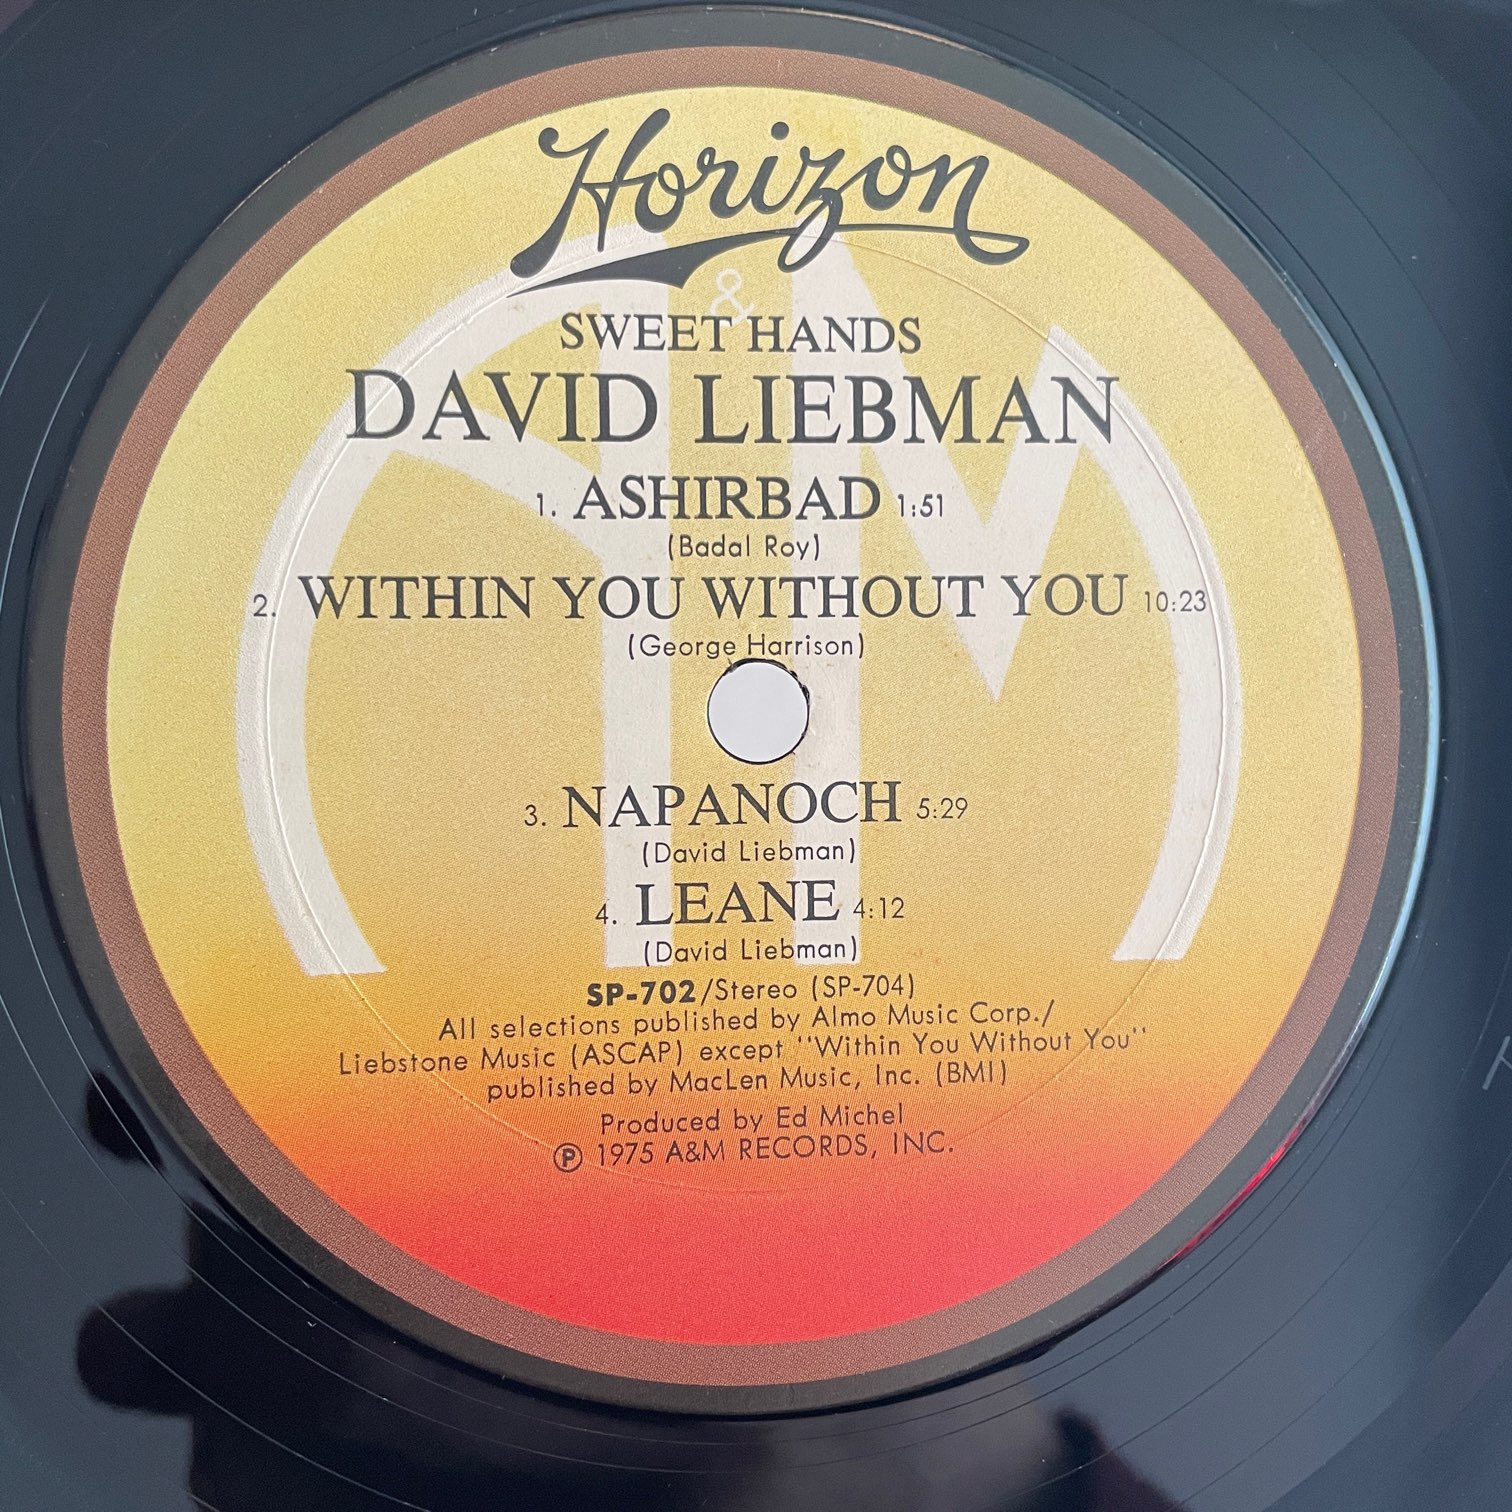 Horizon
&
SWEET HANDS
DAVID LIEBMAN
1. ASHIRBAD 1:51
(Badal Roy)
2. WITHIN YOU WITHOUT YOU 10:23
(George Harrison)
3. NAPANOCH 5:29
(David Liebman)
4. LEANE 4:12
(David Liebman)
SP-702/Stereo (SP-704)
All selections published by Almo Music Corp./
Liebstone Music (ASCAP) except "Within You Without You"
published by MacLen Music, Inc. (BMI)
Produced by Ed Michel
℗ 1975 A&M RECORDS, INC.